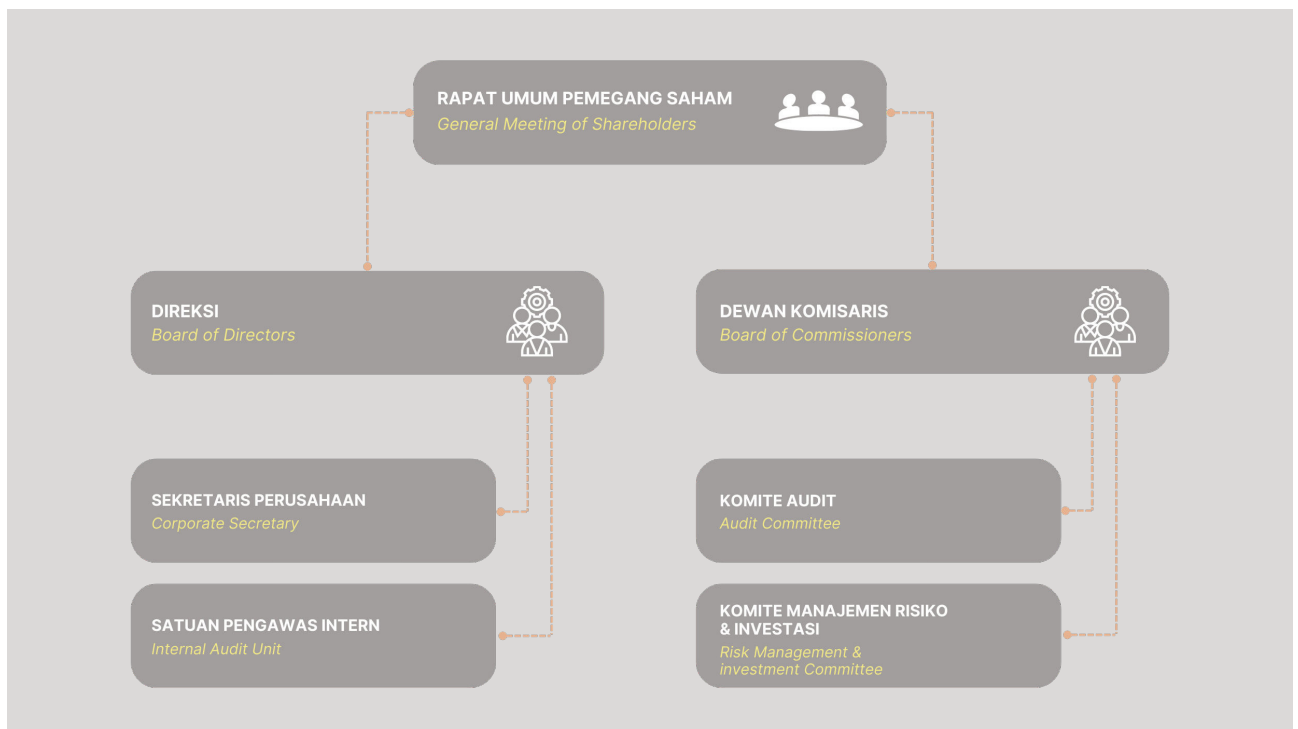 RAPAT UMUM PEMEGANG SAHAM
General Meeting of Shareholders
DIREKSI
Board of Directors
DEWAN KOMISARIS
Board of Commissioners
SEKRETARIS PERUSAHAAN
Corporate Secretary
KOMITE AUDIT
Audit Committee
SATUAN PENGAWAS INTERN
Internal Audit Unit
KOMITE MANAJEMEN RISIKO
& INVESTASI
Risk Management &
investment Committee